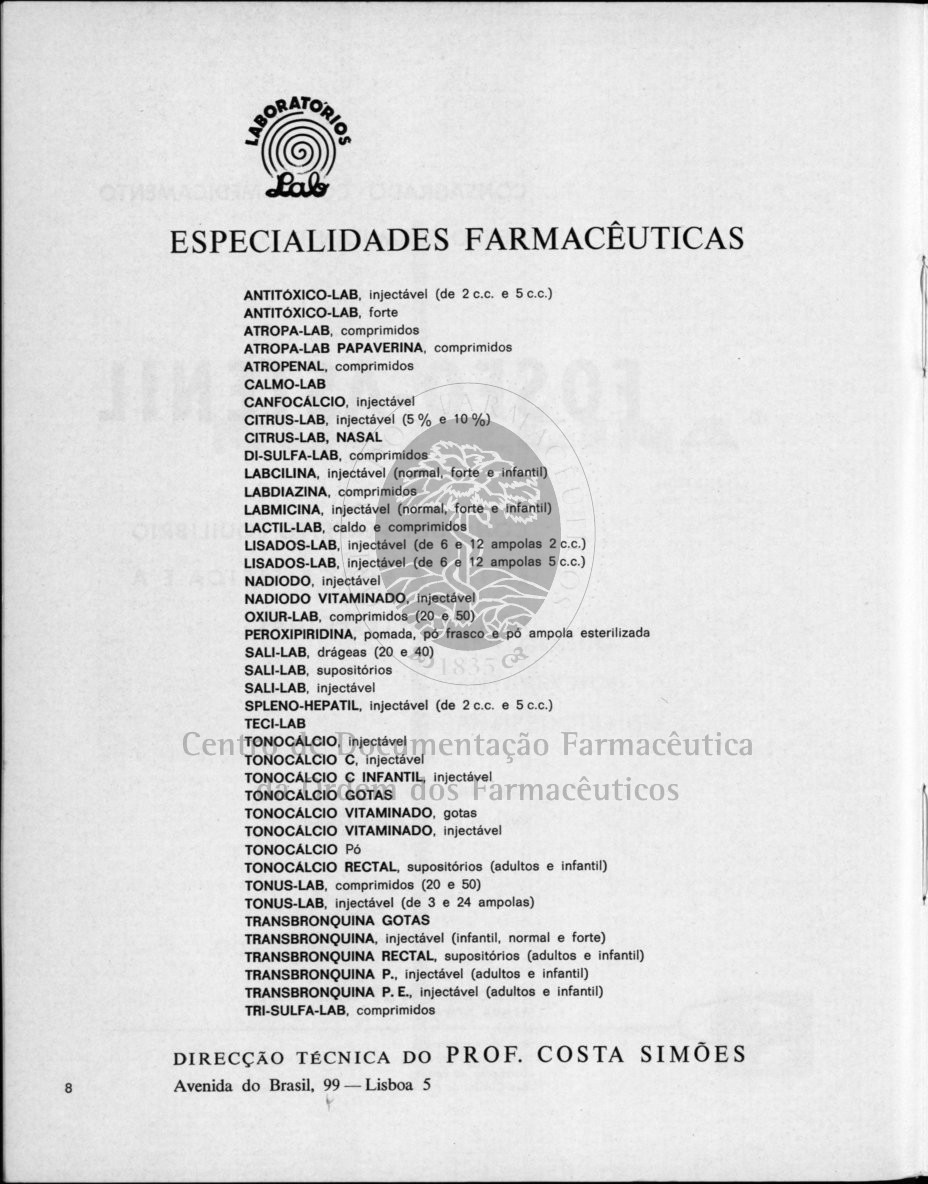 LABORATÓRIOS
Lab
ESPECIALIDADES FARMACÊUTICAS
ANTITÓXICO-LAB, injectável (de 2 c.c. e 5 c.c.)
ANTITÓXICO-LAB, forte
ATROPA-LAB, comprimidos
ATROPA-LAB PAPAVERINA, comprimidos
ATROPENAL, comprimidos
CALMO-LAB
CANFOCÁLCIO, injectável
CITRUS-LAB, injectável (5 % e 10 %)
CITRUS-LAB, NASAL
DI-SULFA-LAB, comprimidos
LABCILINA, injectável (normal, forte e infantil)
LABDIAZINA, comprimidos
LABMICINA, injectável (normal, forte e infantil)
LACTIL-LAB, caldo e comprimidos
LISADOS-LAB, injectável (de 6 e 12 ampolas 2 c.c.)
LISADOS-LAB, injectável (de 6 e 12 ampolas 5 c.c.)
NADIODO, injectável
NADIODO VITAMINADO, injectável
OXIUR-LAB, comprimidos (20 e 50)
PEROXIPIRIDINA, pomada, pó frasco e pó ampola esterilizada
SALI-LAB, drágeas (20 e 40)
1835
SALI-LAB, supositórios
SALI-LAB, injectável
SPLENO-HEPATIL, injectável (de 2 c.c. e 5 c.c.)
TECI-LAB
TONOCÁLCIO, injectável
Centro de Documentação Farmacêutica
TONOCÁLCIO C, injectável
TONOCÁLCIO C INFANTIL, injectável
da Ordem dos Farmacêuticos
TONOCÁLCIO GOTAS
TONOCÁLCIO VITAMINADO, gotas
TONOCÁLCIO VITAMINADO, injectável
TONOCÁLCIO Pó
TONOCÁLCIO RECTAL, supositórios (adultos e infantil)
TONUS-LAB, comprimidos (20 e 50)
TONUS-LAB, injectável (de 3 e 24 ampolas)
TRANSBRONQUINA GOTAS
TRANSBRONQUINA, injectável (infantil, normal e forte)
TRANSBRONQUINA RECTAL, supositórios (adultos e infantil)
TRANSBRONQUINA P., injectável (adultos e infantil)
TRANSBRONQUINA P. E., injectável (adultos e infantil)
TRI-SULFA-LAB, comprimidos
DIRECÇÃO TÉCNICA DO PROF. COSTA SIMÕES
Avenida do Brasil, 99 — Lisboa 5
8